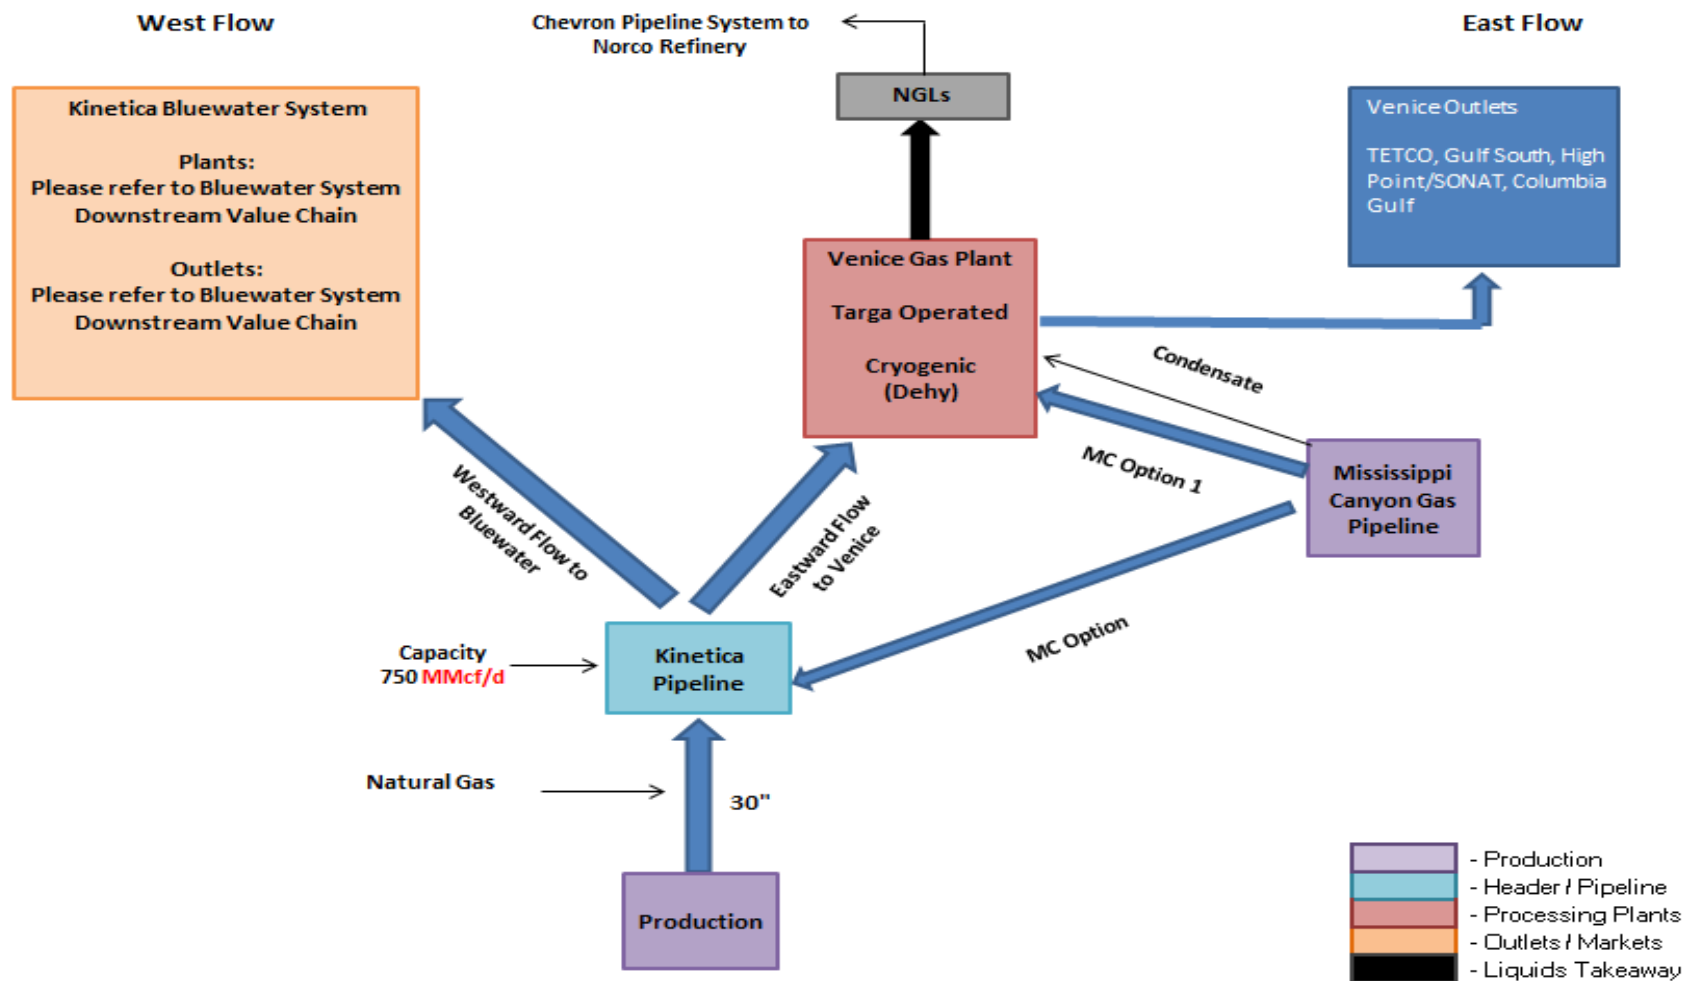 West Flow
Chevron Pipeline System to
Norco Refinery
East Flow
Kinetica Bluewater System
Plants:
Please refer to Bluewater System
Downstream Value Chain
Outlets:
Please refer to Bluewater System
Downstream Value Chain
NGLs
Venice Outlets
TETCO, Gulf South, High
Point/SONAT, Columbia
Gulf
Venice Gas Plant
Targa Operated
Cryogenic
(Dehy)
Condensate
MC Option 1
Mississippi
Canyon Gas
Pipeline
Westward Flow to
Bluewater
Eastward Flow
to Venice
MC Option
Capacity
750 MMcf/d
Kinetica
Pipeline
Natural Gas
30"
Production
- Production
- Header / Pipeline
- Processing Plants
- Outlets / Markets
- Liquids Takeaway